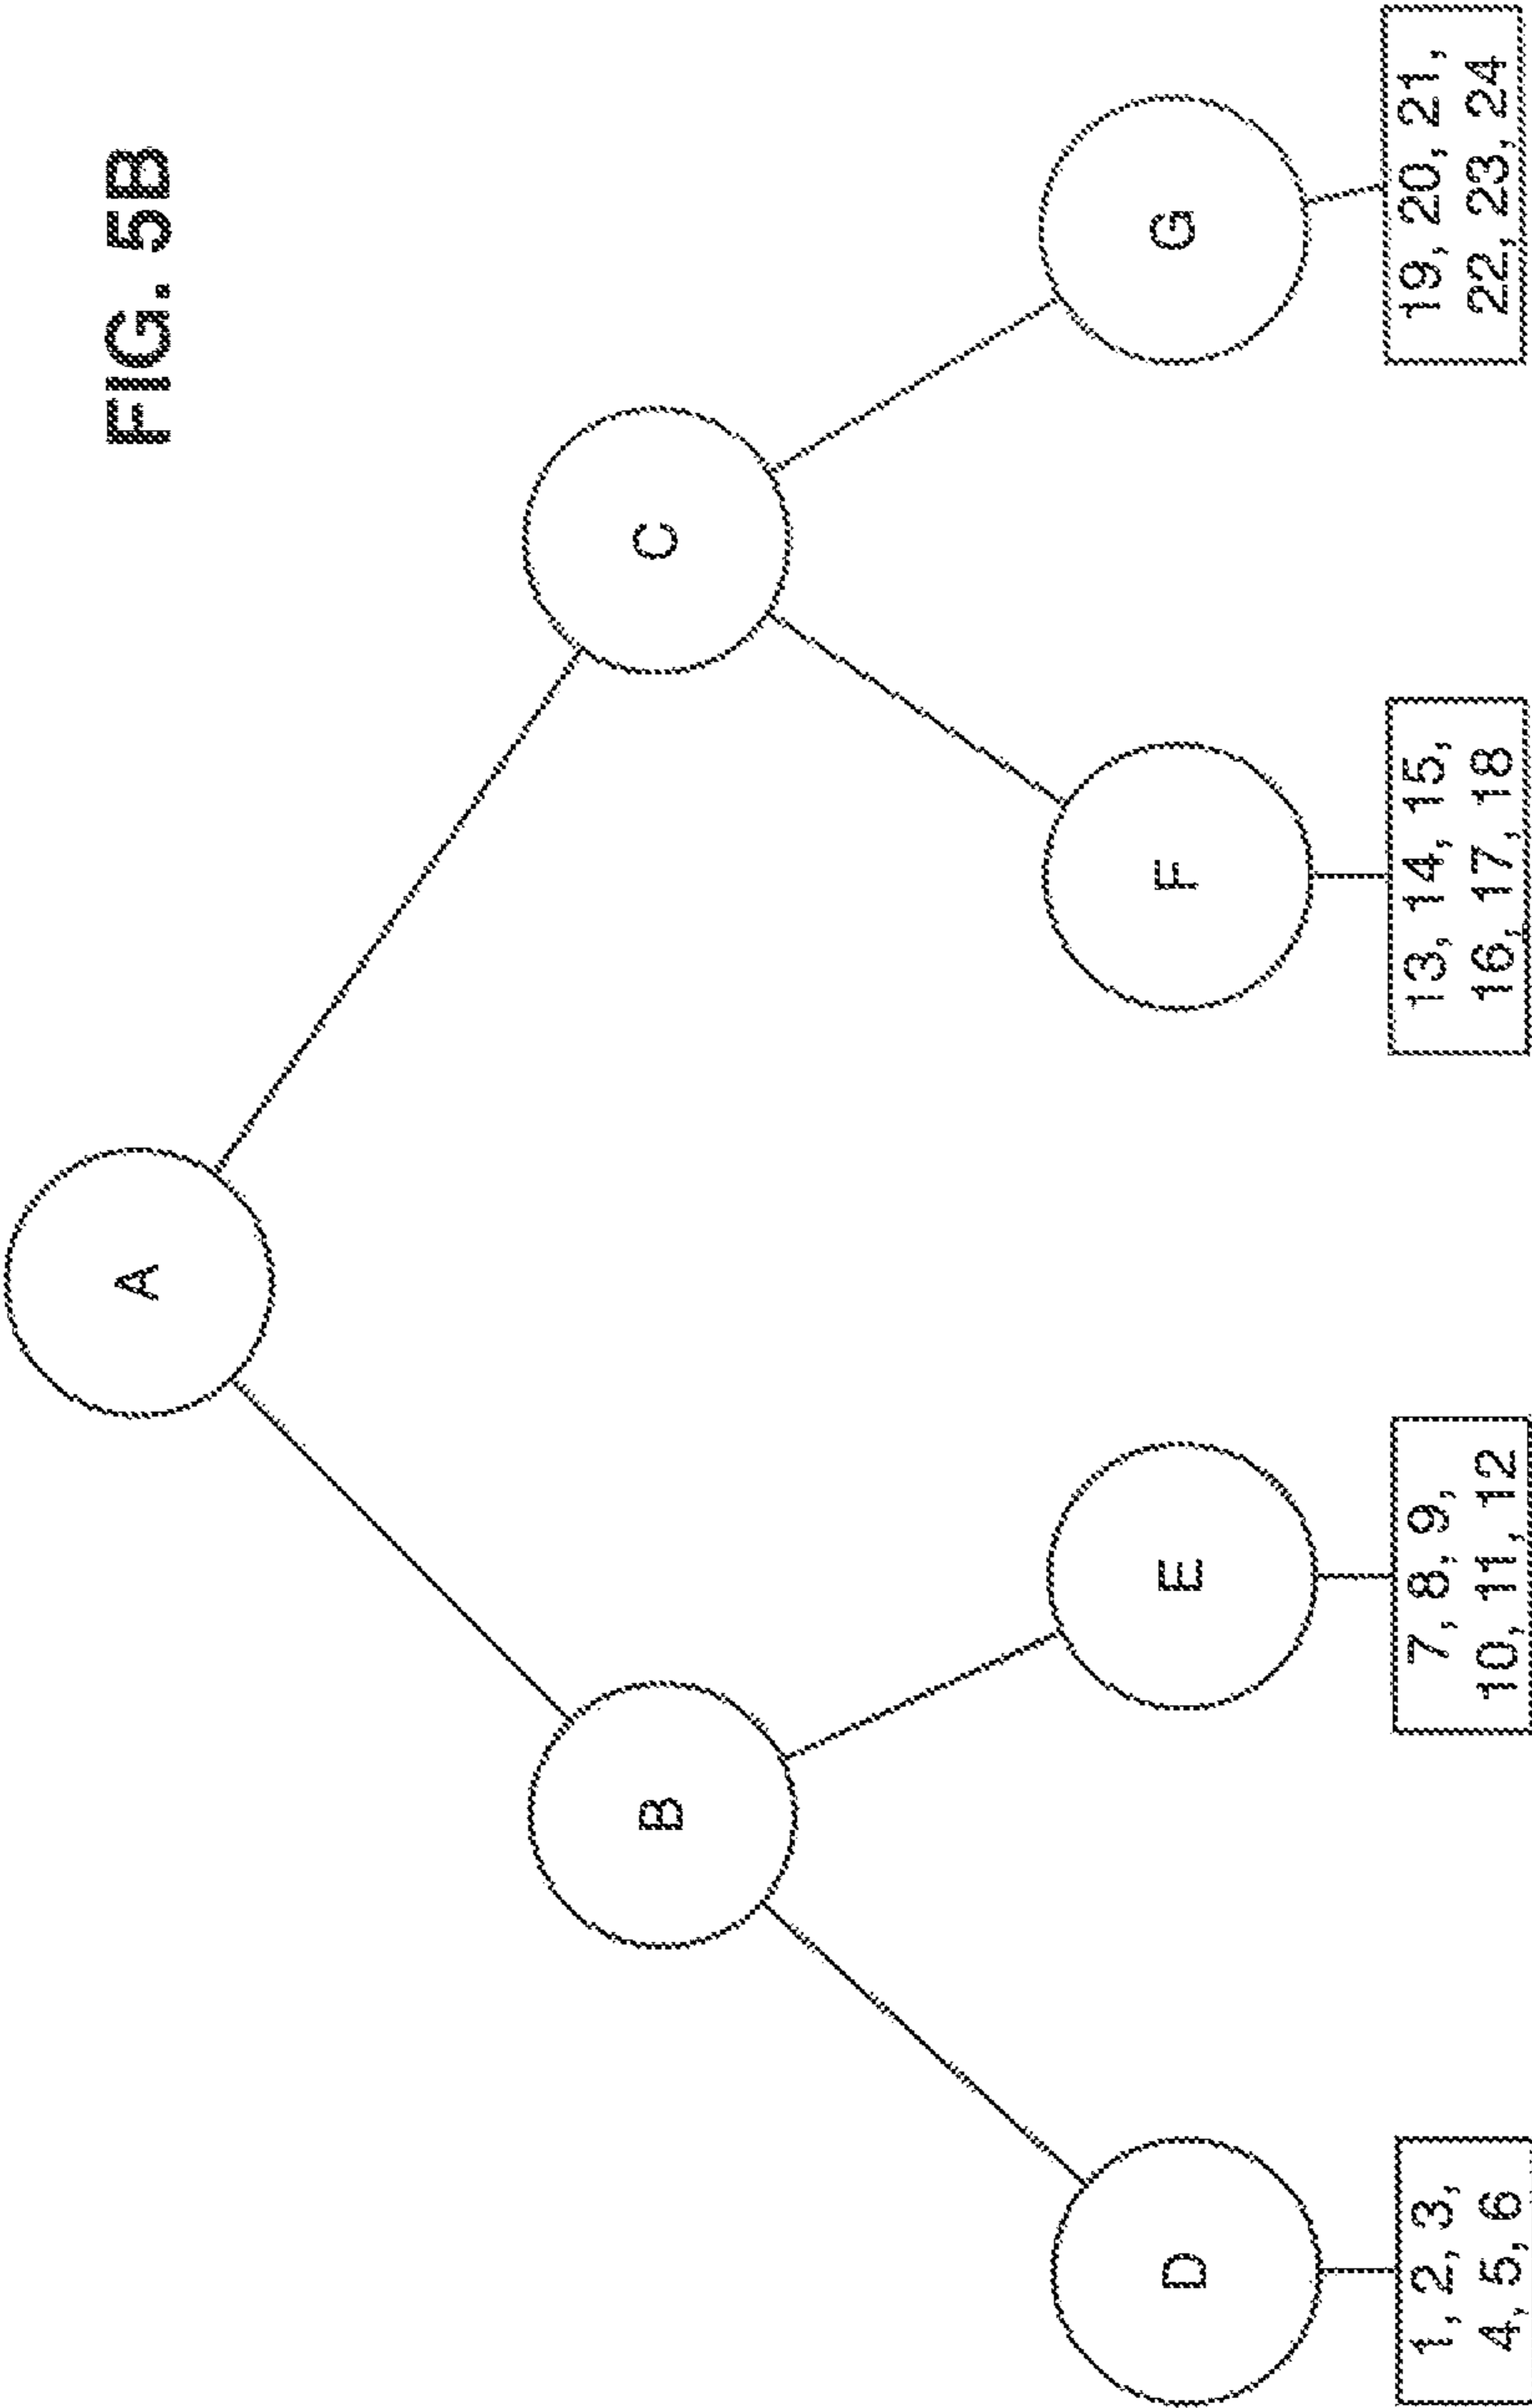 FIG. 5B
A
B
C
D
E
F
G
1, 2, 3,
4, 5, 6
7, 8, 9,
10, 11, 12
13, 14, 15,
16, 17, 18
19, 20, 21,
22, 23, 24